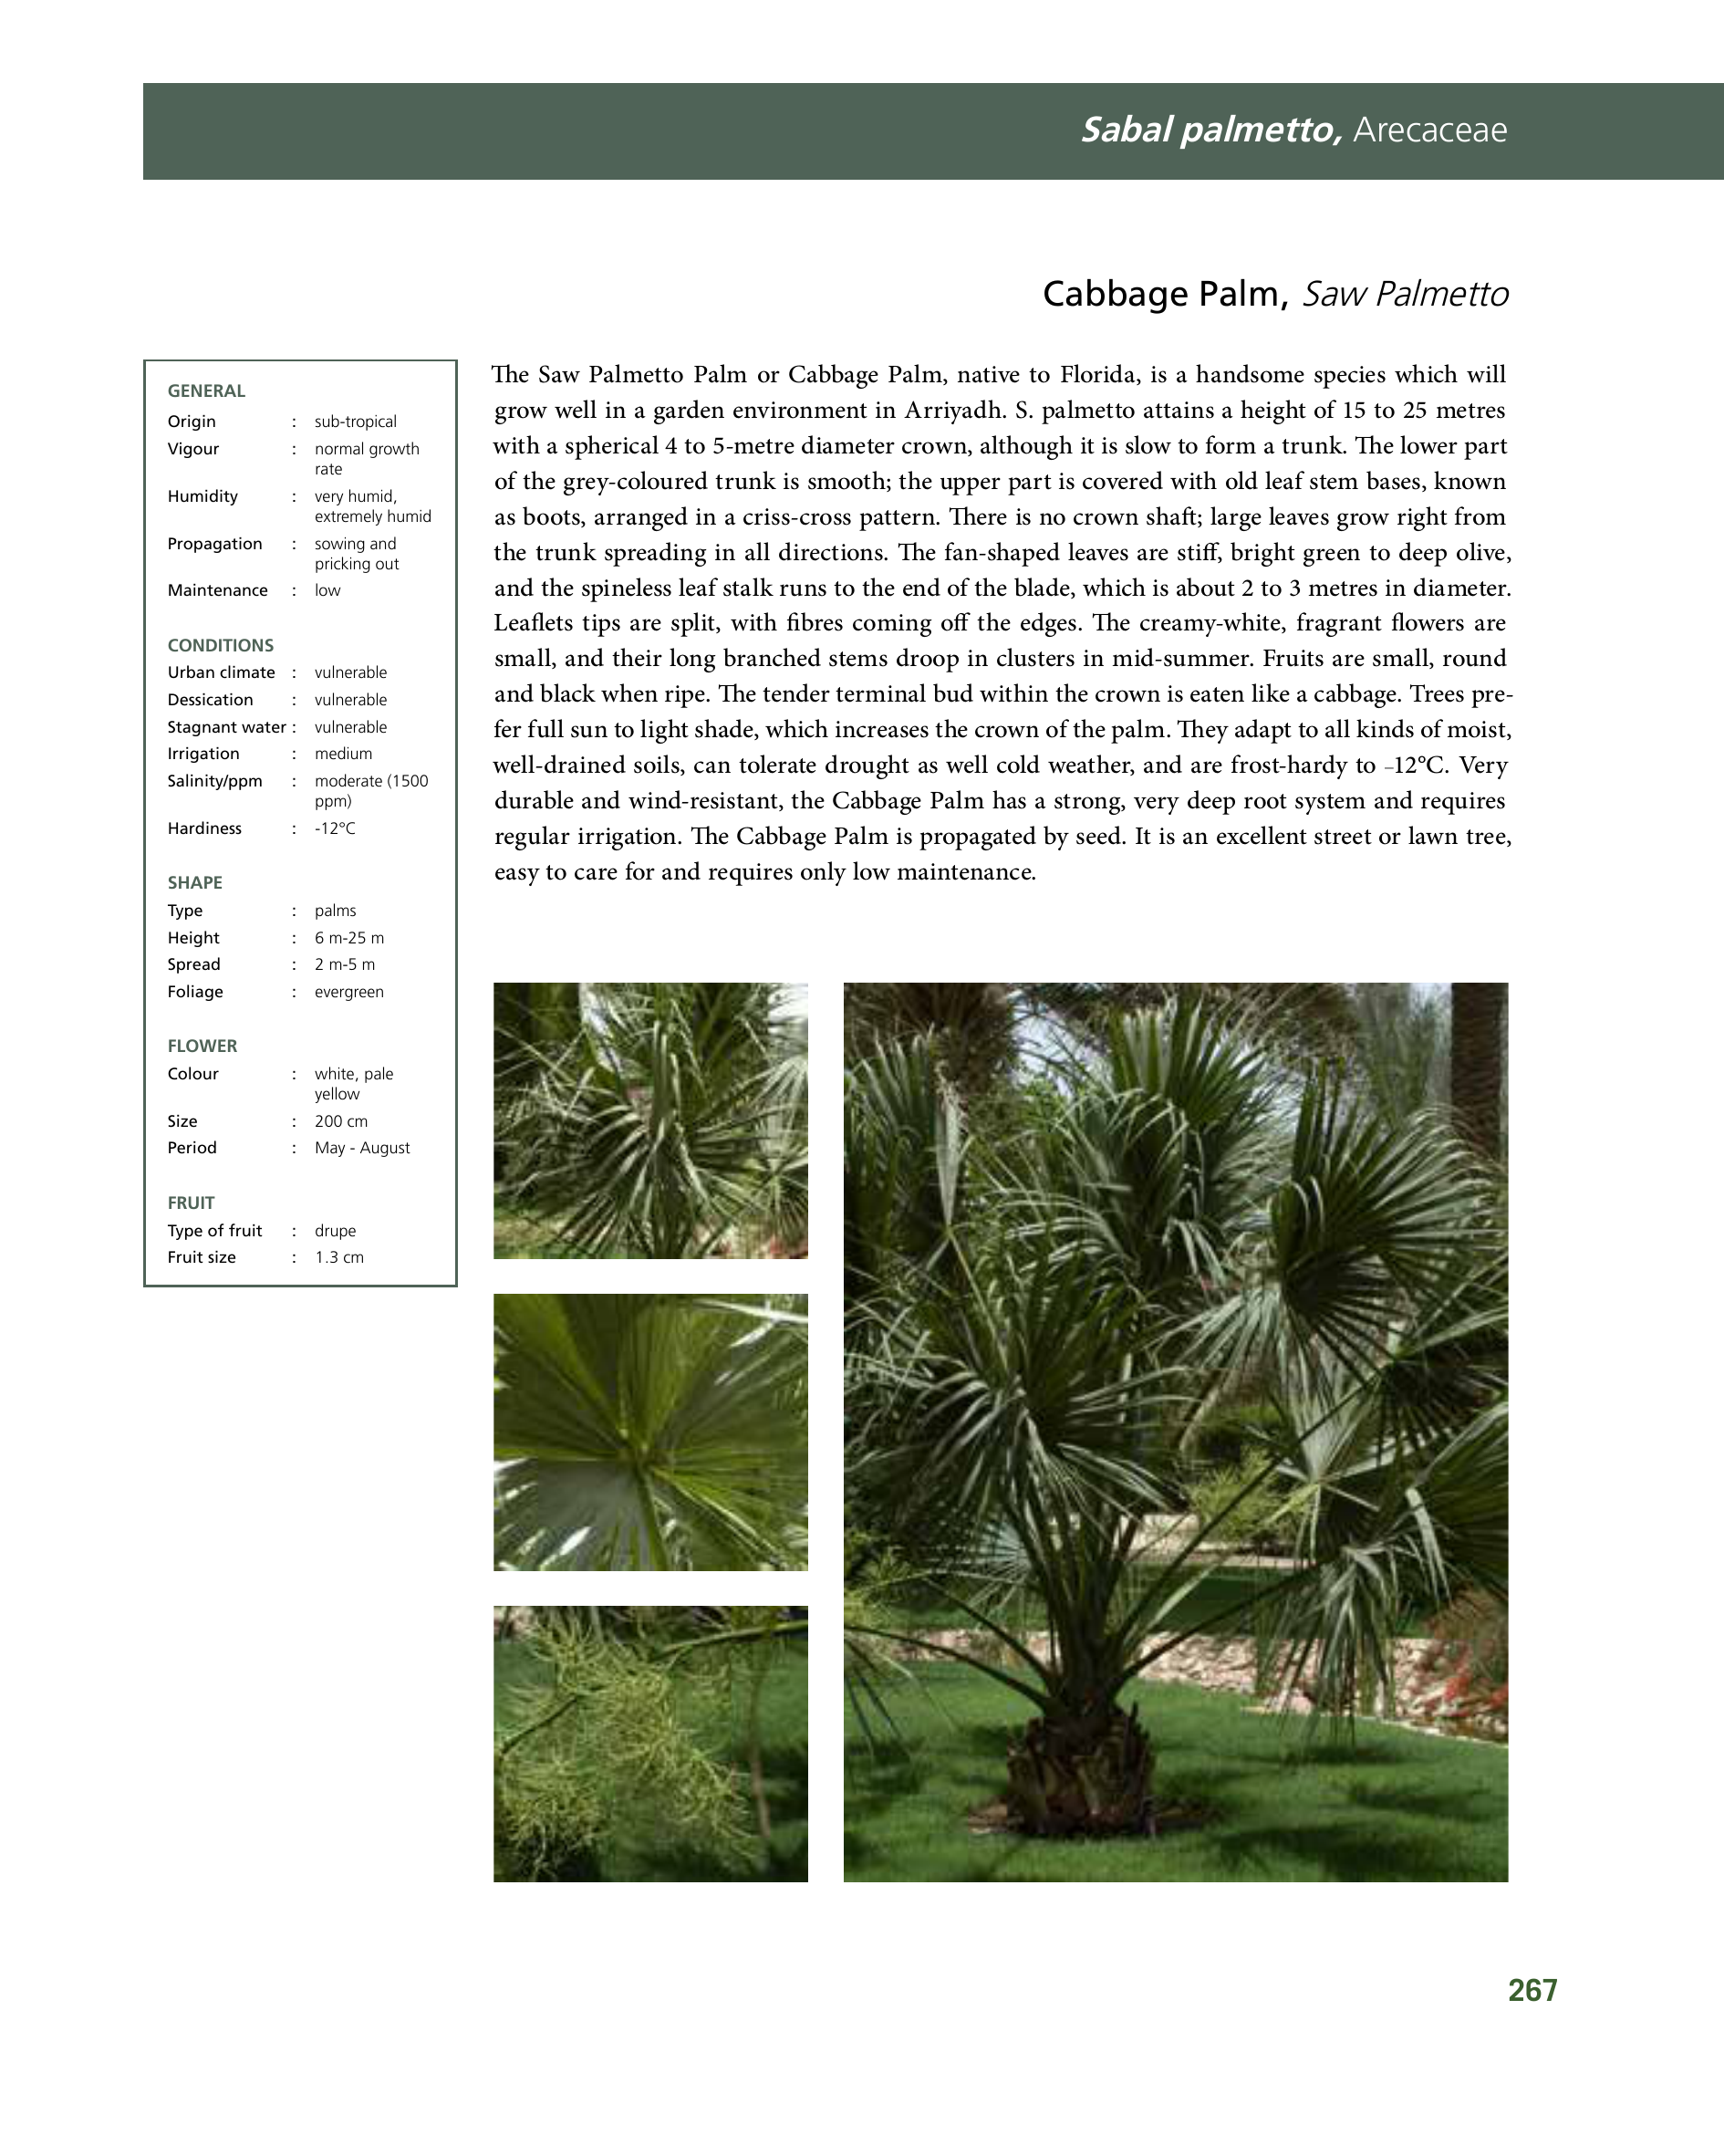 Sabal palmetto, Arecaceae
Cabbage Palm, Saw Palmetto
GENERAL
Origin : sub-tropical
Vigour : normal growth
rate
Humidity : very humid,
extremely humid
Propagation : sowing and
pricking out
Maintenance : low
CONDITIONS
Urban climate : vulnerable
Dessication : vulnerable
Stagnant water : vulnerable
Irrigation : medium
Salinity/ppm : moderate (1500
ppm)
Hardiness : -12°C
SHAPE
Type : palms
Height : 6 m-25 m
Spread : 2 m-5 m
Foliage : evergreen
FLOWER
Colour : white, pale
yellow
Size : 200 cm
Period : May - August
FRUIT
Type of fruit : drupe
Fruit size : 1.3 cm
The Saw Palmetto Palm or Cabbage Palm, native to Florida, is a handsome species which will
grow well in a garden environment in Arriyadh. S. palmetto attains a height of 15 to 25 metres
with a spherical 4 to 5-metre diameter crown, although it is slow to form a trunk. The lower part
of the grey-coloured trunk is smooth; the upper part is covered with old leaf stem bases, known
as boots, arranged in a criss-cross pattern. There is no crown shaft; large leaves grow right from
the trunk spreading in all directions. The fan-shaped leaves are stiff, bright green to deep olive,
and the spineless leaf stalk runs to the end of the blade, which is about 2 to 3 metres in diameter.
Leaflets tips are split, with fibres coming off the edges. The creamy-white, fragrant flowers are
small, and their long branched stems droop in clusters in mid-summer. Fruits are small, round
and black when ripe. The tender terminal bud within the crown is eaten like a cabbage. Trees pre-
fer full sun to light shade, which increases the crown of the palm. They adapt to all kinds of moist,
well-drained soils, can tolerate drought as well cold weather, and are frost-hardy to –12°C. Very
durable and wind-resistant, the Cabbage Palm has a strong, very deep root system and requires
regular irrigation. The Cabbage Palm is propagated by seed. It is an excellent street or lawn tree,
easy to care for and requires only low maintenance.
267